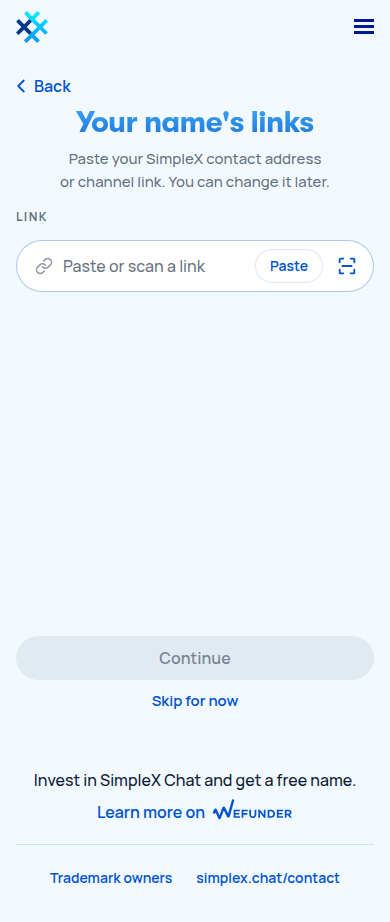 Back
Your name's links
Paste your SimpleX contact address
or channel link. You can change it later.
LINK
Paste or scan a link
Paste
Continue
Skip for now
Invest in SimpleX Chat and get a free name.
Learn more on WEFUNDER
Trademark owners
simplex.chat/contact